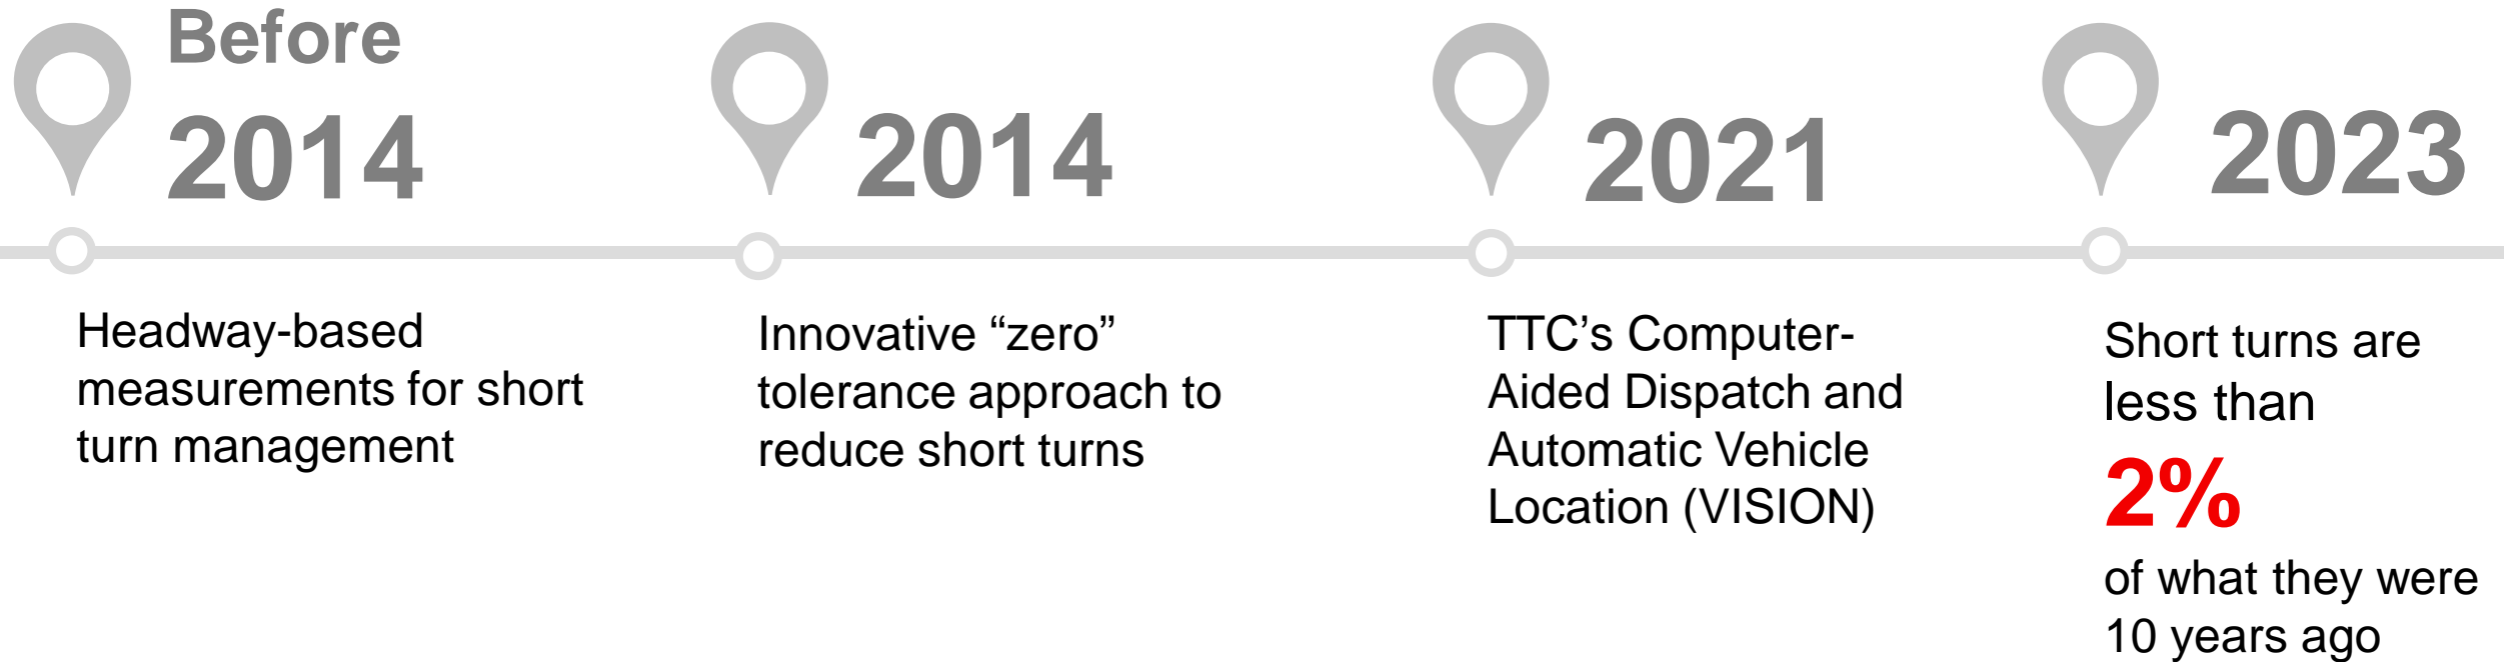 Before
2014
Headway-based
measurements for short
turn management
2014
Innovative “zero”
tolerance approach to
reduce short turns
2021
TTC’s Computer-
Aided Dispatch and
Automatic Vehicle
Location (VISION)
2023
Short turns are
less than
2%
of what they were
10 years ago